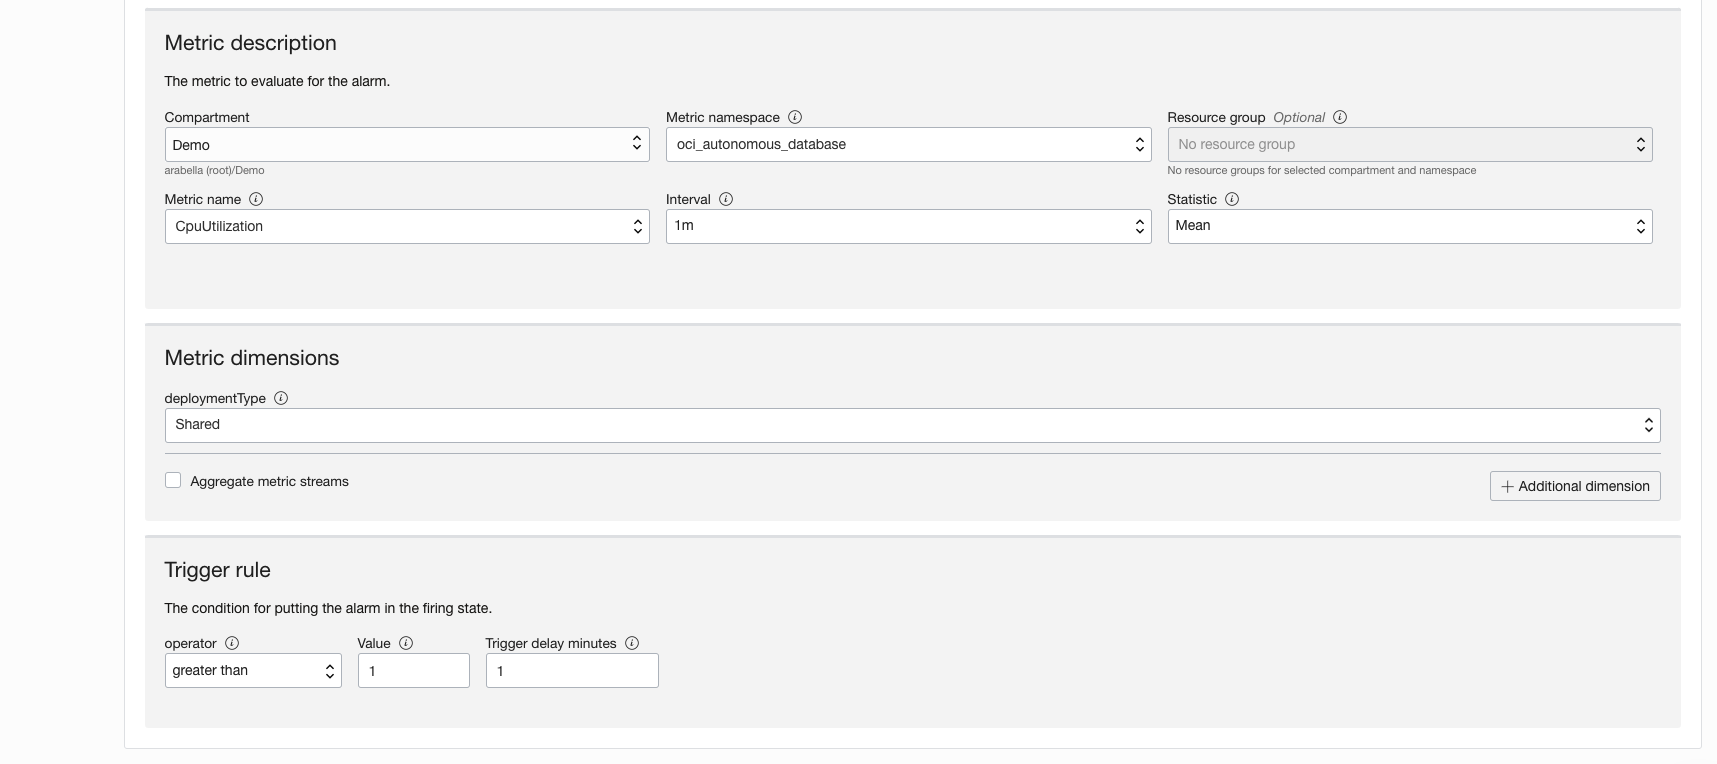 Metric description
The metric to evaluate for the alarm.
Compartment
Metric namespace
Resource group Optional
Demo
oci_autonomous_database
No resource group
arabella (root)/Demo
No resource groups for selected compartment and namespace
Metric name
Interval
Statistic
CpuUtilization
1m
Mean
Metric dimensions
deploymentType
Shared
Aggregate metric streams
+ Additional dimension
Trigger rule
The condition for putting the alarm in the firing state.
operator
Value
Trigger delay minutes
greater than
1
1